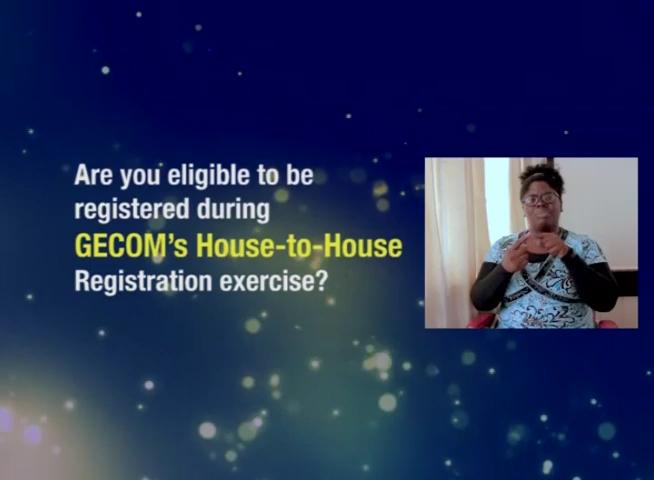 Are you eligible to be
registered during
GECOM's House-to-House
Registration exercise?